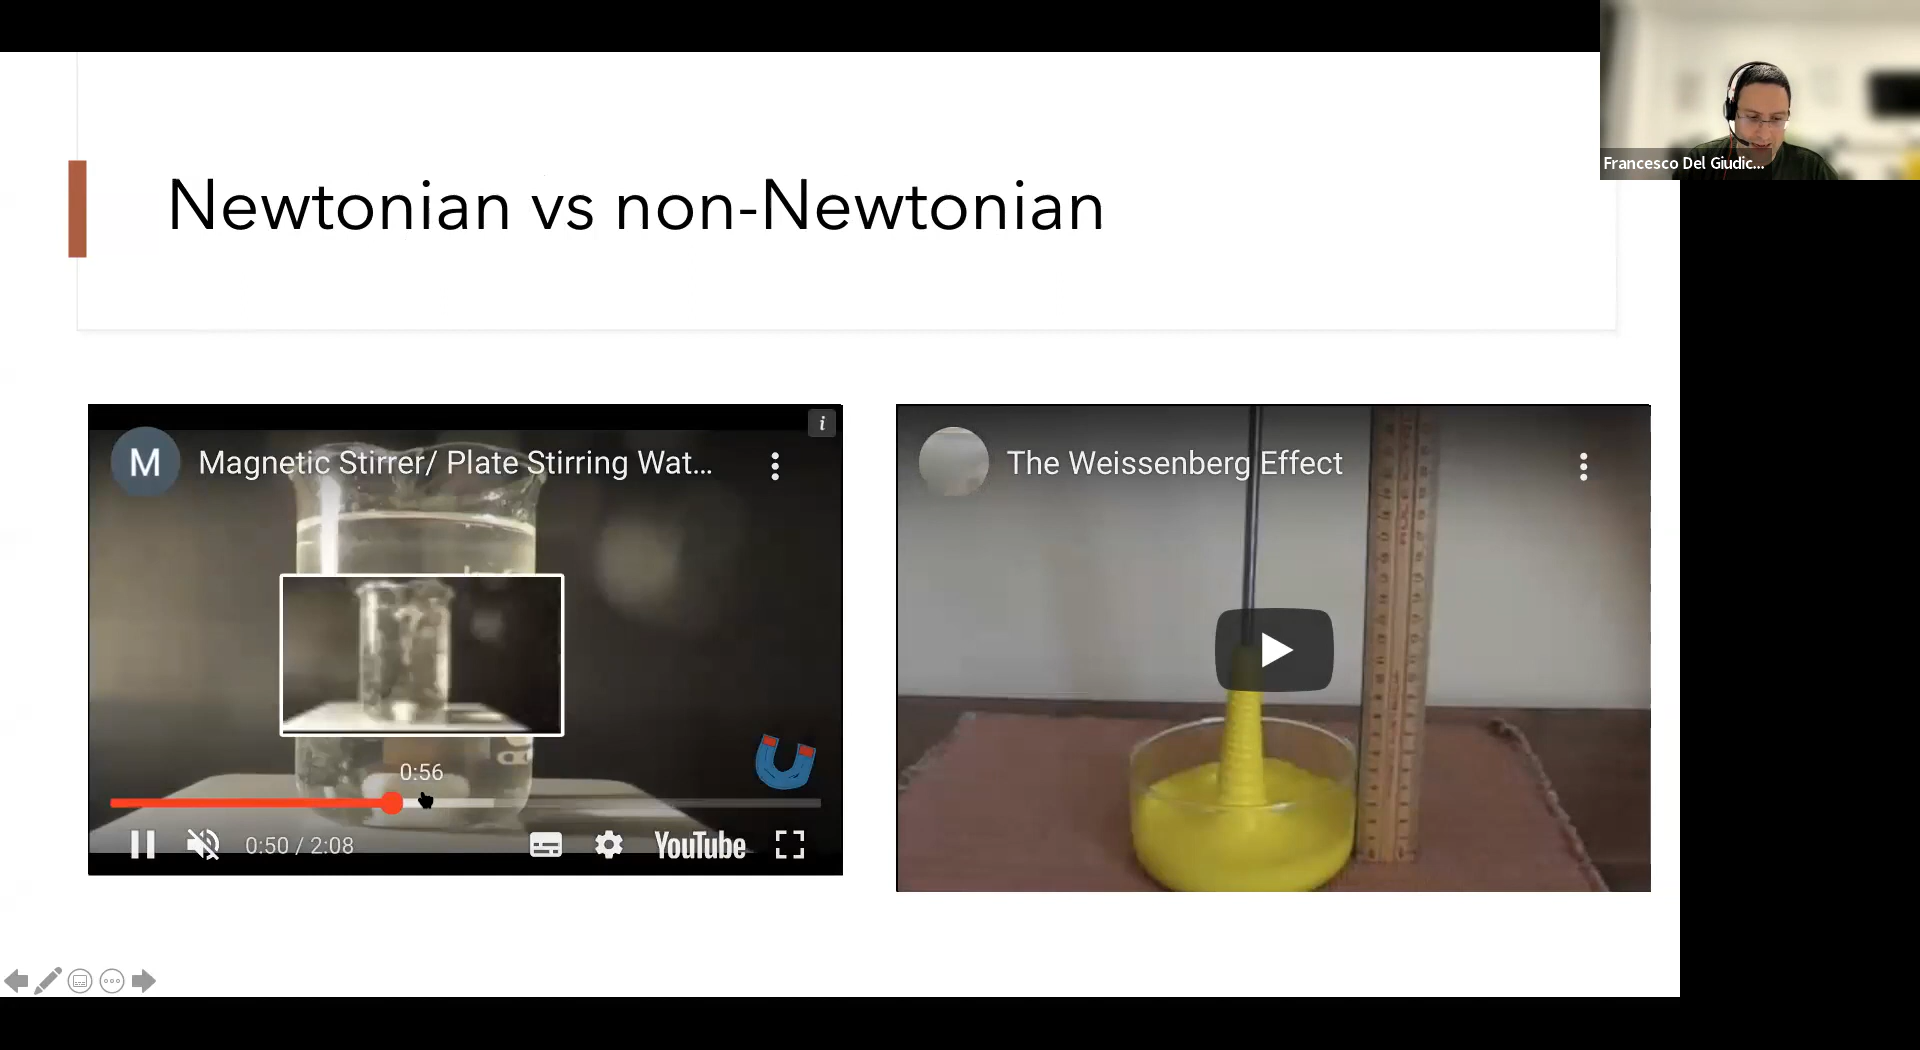 Francesco Del Giudic...
Newtonian vs non-Newtonian
i
M
Magnetic Stirrer/ Plate Stirring Wat...
The Weissenberg Effect
0:56
0:50 / 2:08
YouTube